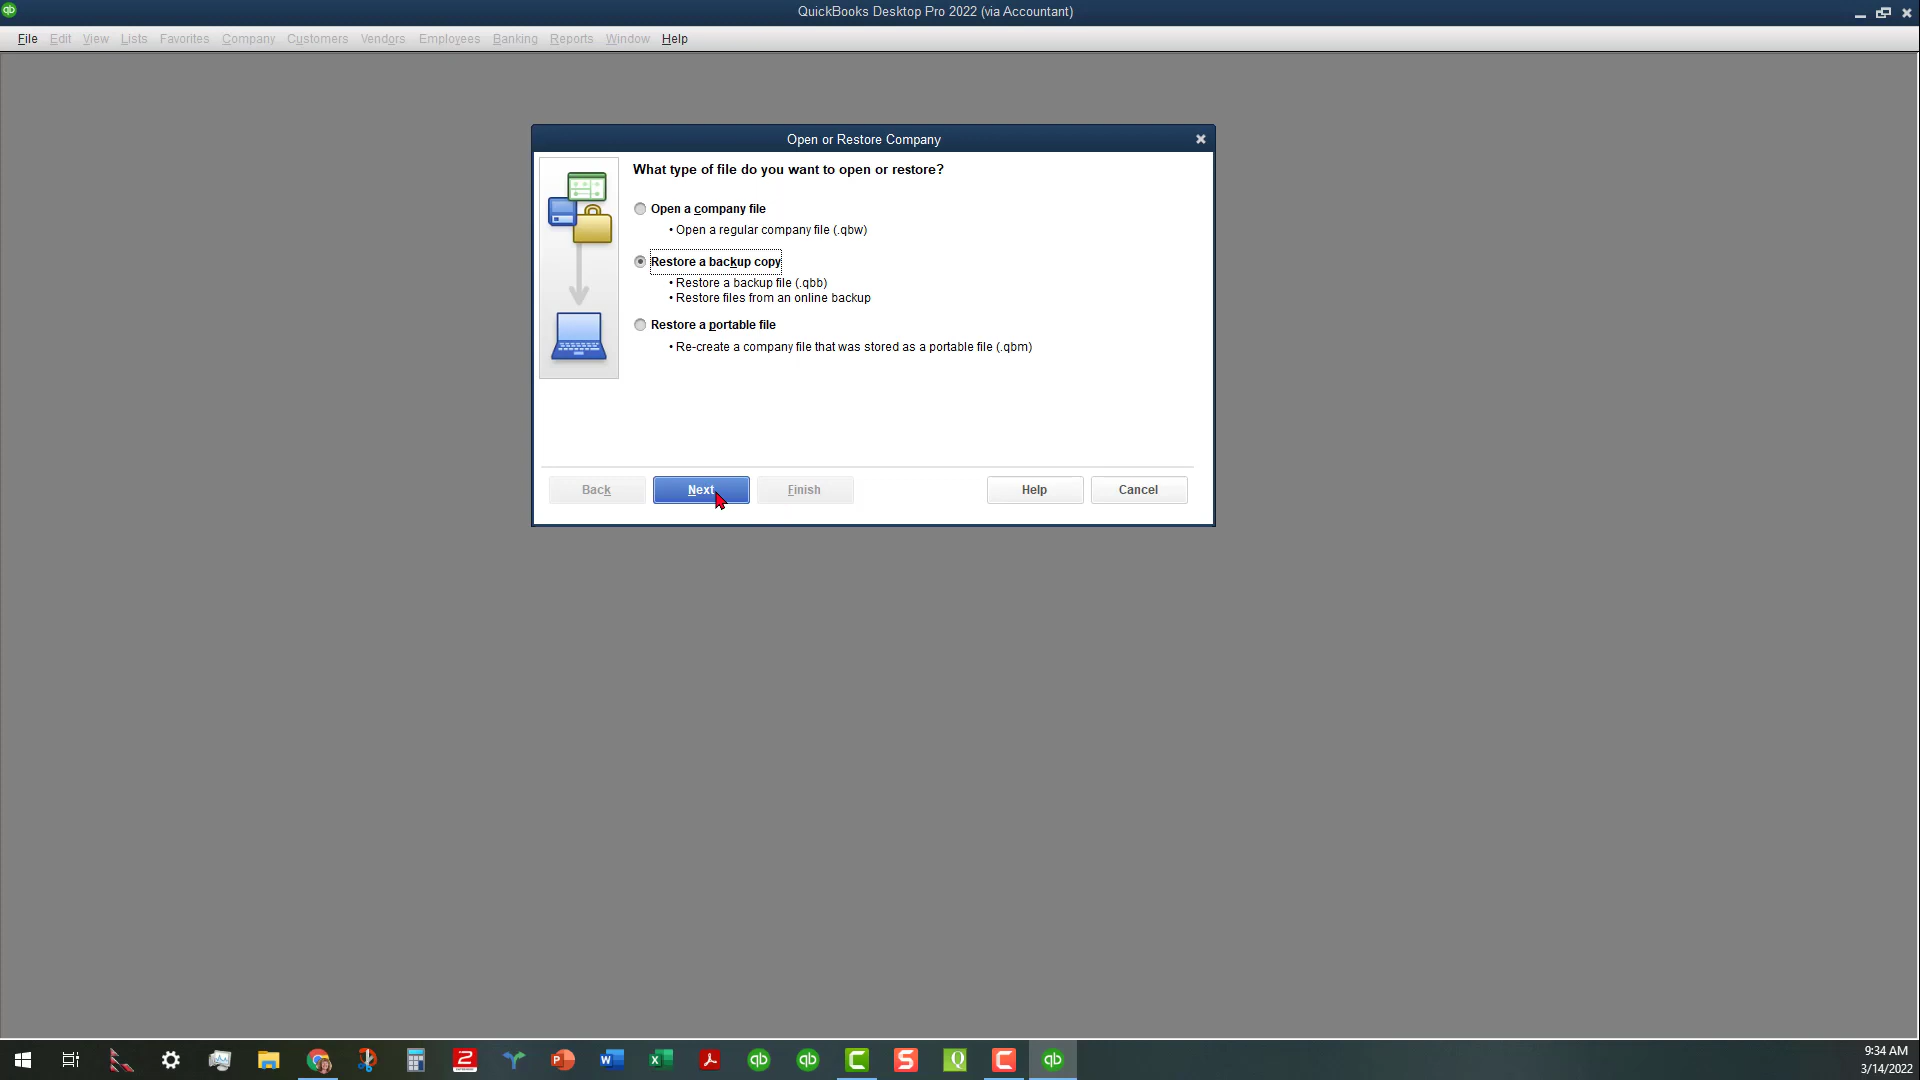 QuickBooks Desktop Pro 2022 (via Accountant)
File Edit View Lists Favorites Company Customers Vendors Employees Banking Reports Window Help
Open or Restore Company
What type of file do you want to open or restore?
Open a company file
• Open a regular company file (.qbw)
Restore a backup copy
• Restore a backup file (.qbb)
• Restore files from an online backup
Restore a portable file
• Re-create a company file that was stored as a portable file (.qbm)
Back Next Finish Help Cancel
9:34 AM
3/14/2022